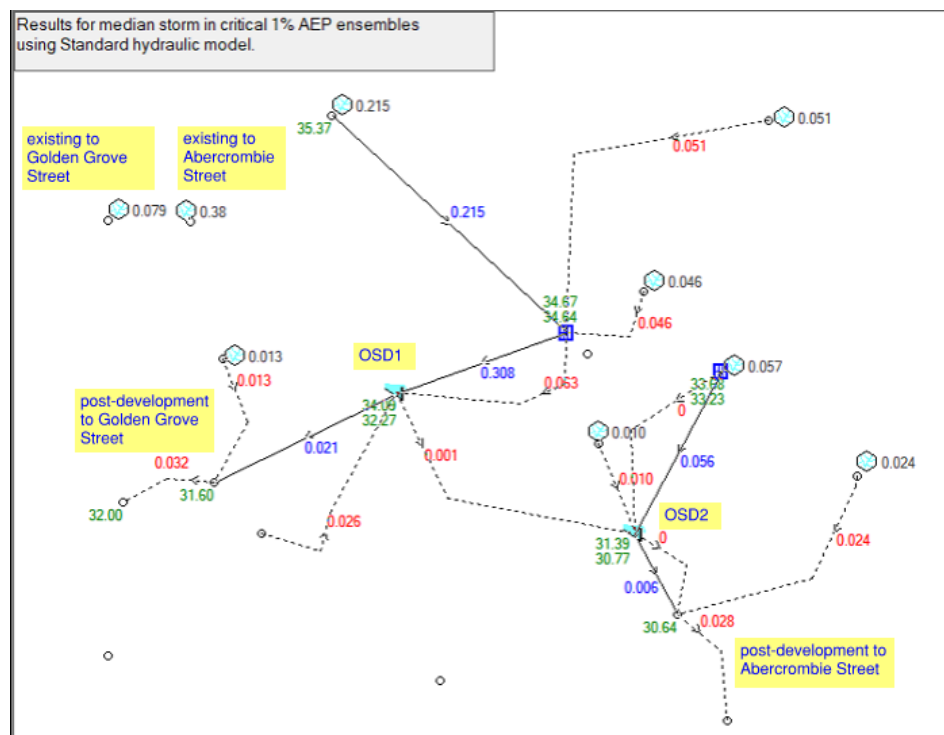 Results for median storm in critical 1% AEP ensembles
using Standard hydraulic model.
0.215
35.37
0.051
0.051
existing to
Golden Grove
Street
existing to
Abercrombie
Street
0.079
0.38
0.215
0.046
34.67
34.64
0.046
0.013
OSD1
0.308
0.063
0.057
33.68
33.23
0
0.013
post-development
to Golden Grove
Street
34.09
32.27
0.021
0.001
0.010
0.010
0.056
0.024
0.032
31.60
32.00
0.026
OSD2
31.39
30.77
0
0.024
0.006
30.64
0.028
post-development to
Abercrombie Street